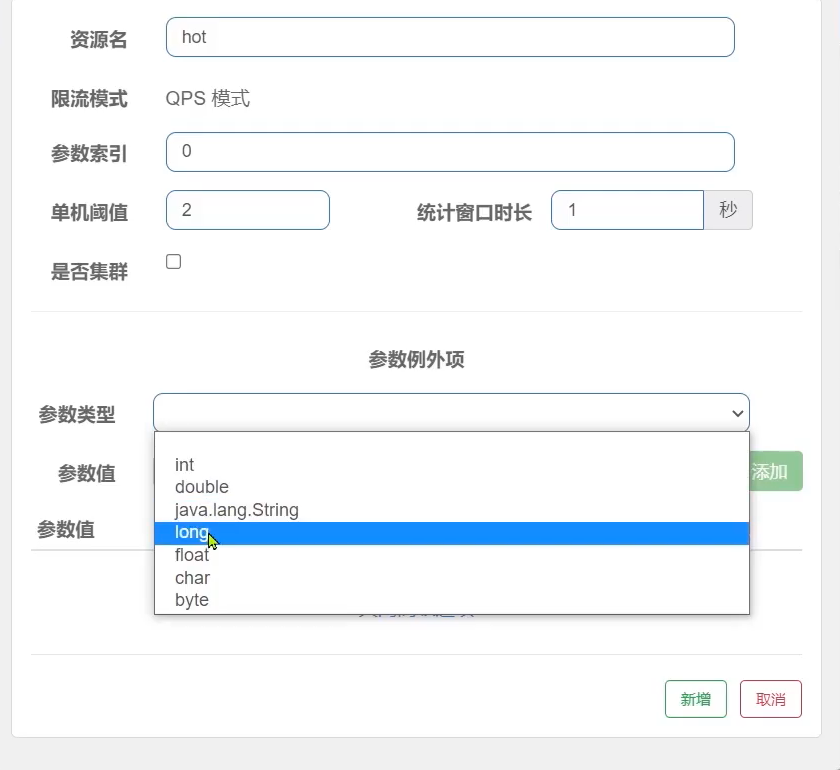 资源名 hot
限流模式 QPS 模式
参数索引 0
单机阈值 2 统计窗口时长 1 秒
是否集群
参数例外项
参数类型
int
参数值 添加
double
java.lang.String
参数值
long
float
char
byte
新增 取消